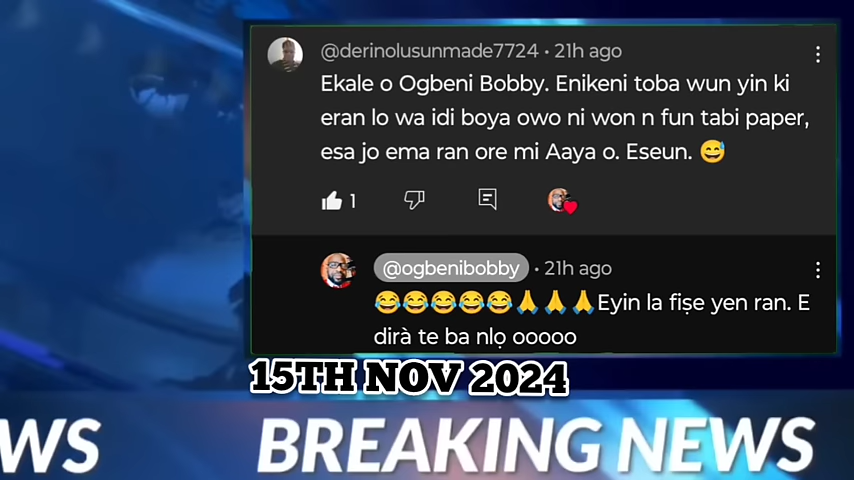 @derinolusunmade7724 • 21h ago
Ekale o Ogbeni Bobby. Enikeni toba wun yin ki
eran lo wa idi boya owo ni won n fun tabi paper,
esa jo ema ran ore mi Aaya o. Eseun. 😅
1
@ogbenibobby • 21h ago
😂😂😂😂😂🙏🙏🙏Eyin la fiṣe yen ran. E
dirà te ba nlọ ooooo
15TH NOV 2024
WS BREAKING NEWS